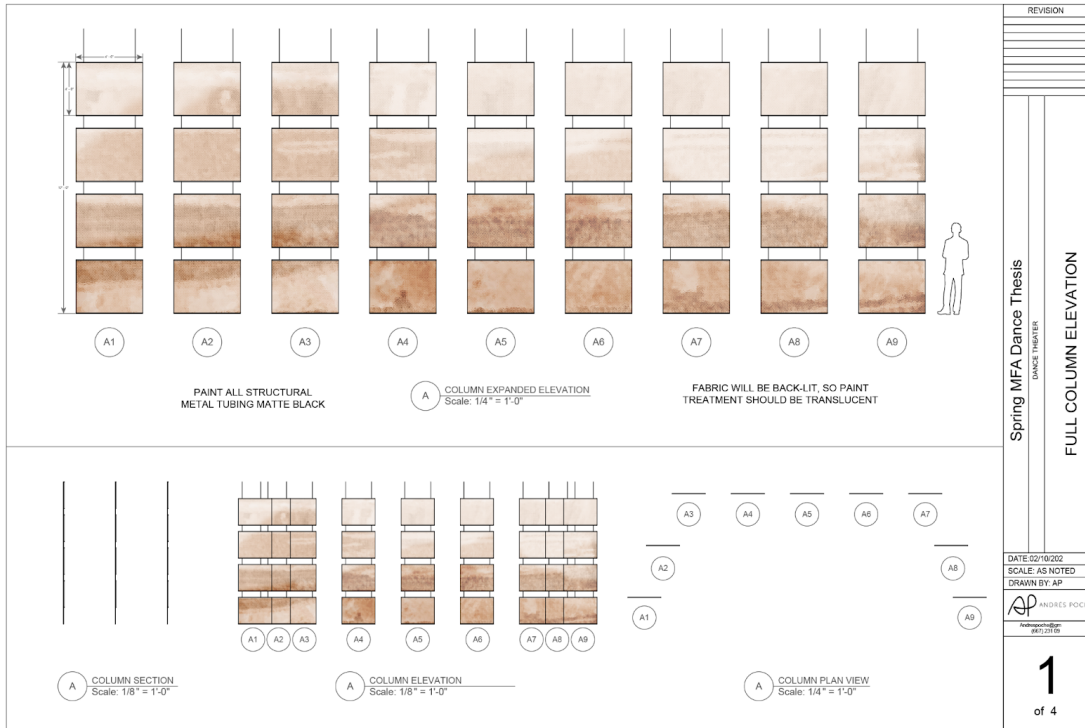 REVISION
A1
A2
A3
A4
A5
A6
A7
A8
A9
PAINT ALL STRUCTURAL
METAL TUBING MATTE BLACK
A
COLUMN EXPANDED ELEVATION
Scale: 1/4" = 1'-0"
FABRIC WILL BE BACK-LIT, SO PAINT
TREATMENT SHOULD BE TRANSLUCENT
A1
A2
A3
A4
A5
A6
A7
A8
A9
A3
A4
A5
A6
A7
A2
A8
A1
A9
A
COLUMN SECTION
Scale: 1/8" = 1'-0"
A
COLUMN ELEVATION
Scale: 1/8" = 1'-0"
A
COLUMN PLAN VIEW
Scale: 1/4" = 1'-0"
Spring MFA Dance Thesis
DANCE THEATER
FULL COLUMN ELEVATION
DATE:02/10/202
SCALE: AS NOTED
DRAWN BY: AP
AP ANDRES POCH
1
of 4